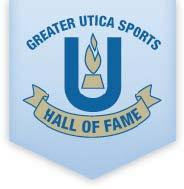 GREATER UTICA SPORTS
U
HALL OF FAME